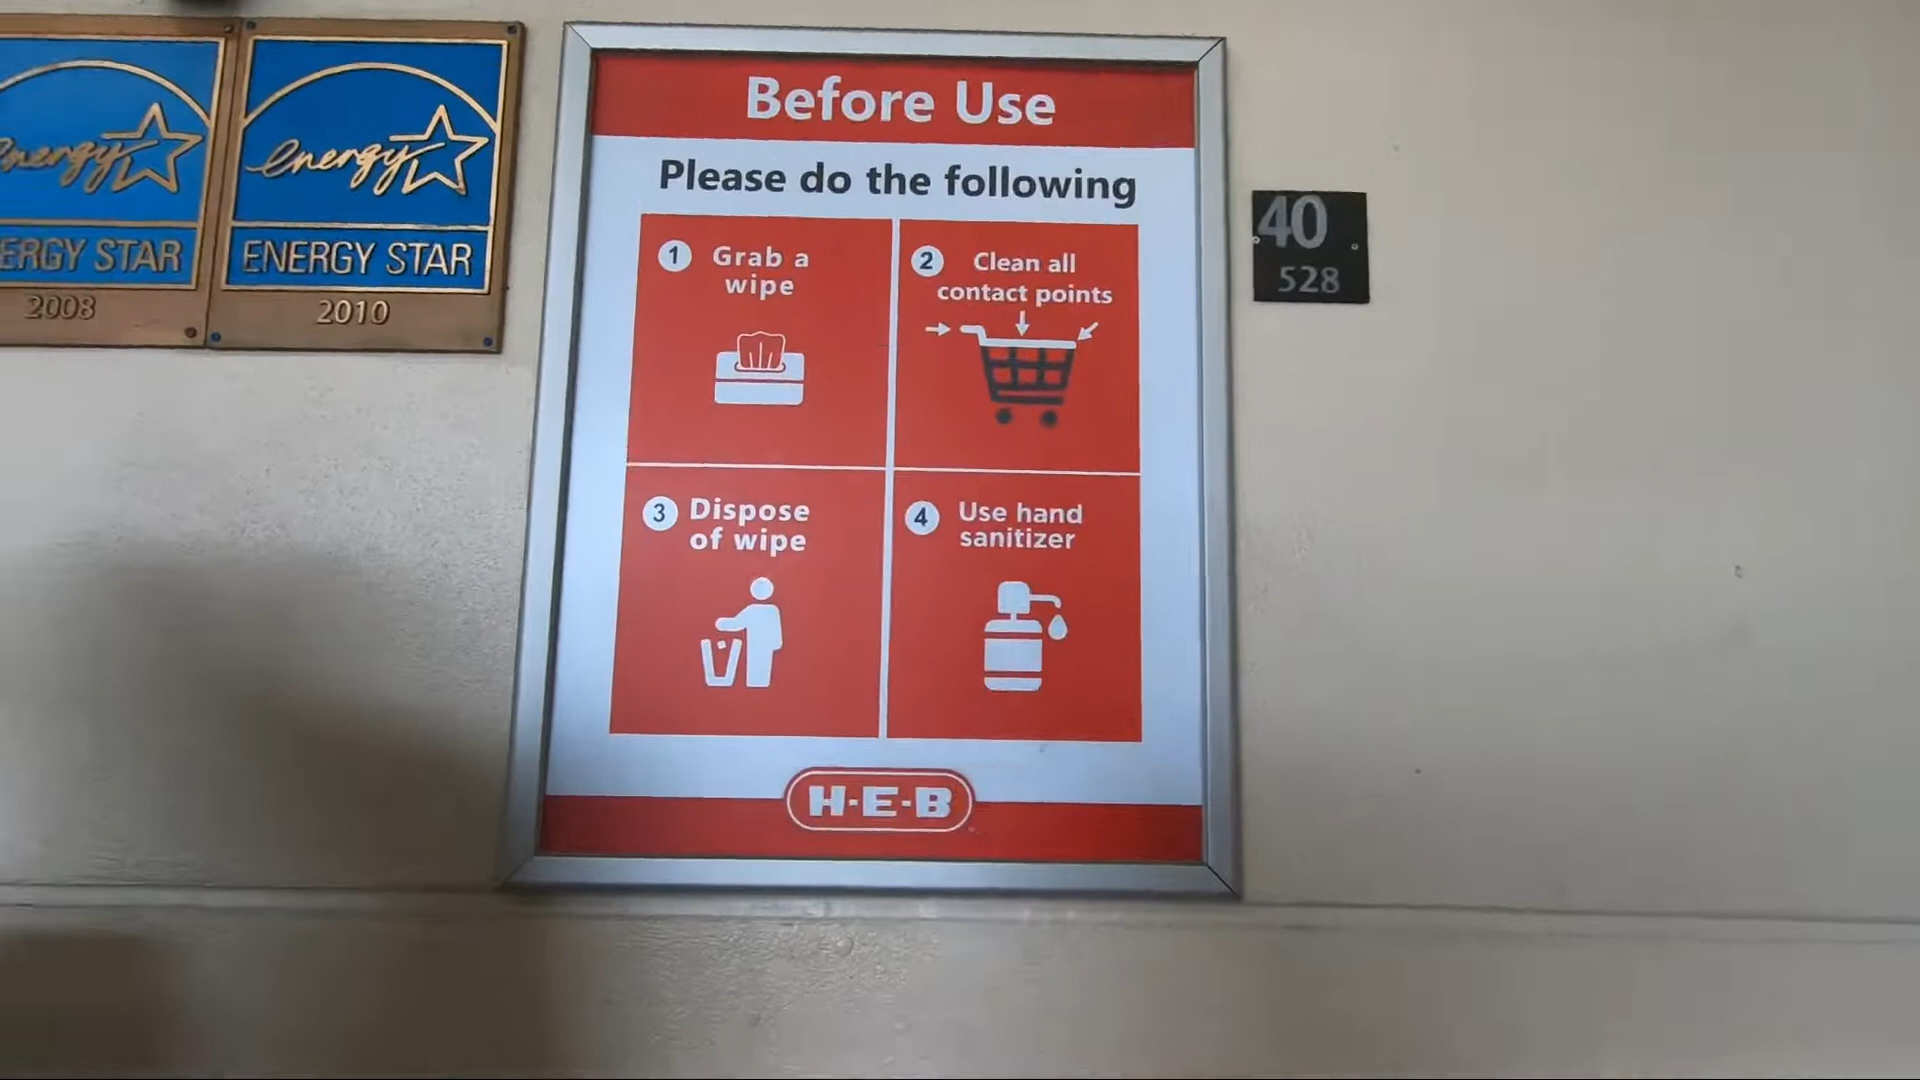 energy
ERGY STAR
2008
energy
ENERGY STAR
2010
Before Use
Please do the following
1 Grab a
wipe
2 Clean all
contact points
3 Dispose
of wipe
4 Use hand
sanitizer
H-E-B
40
528